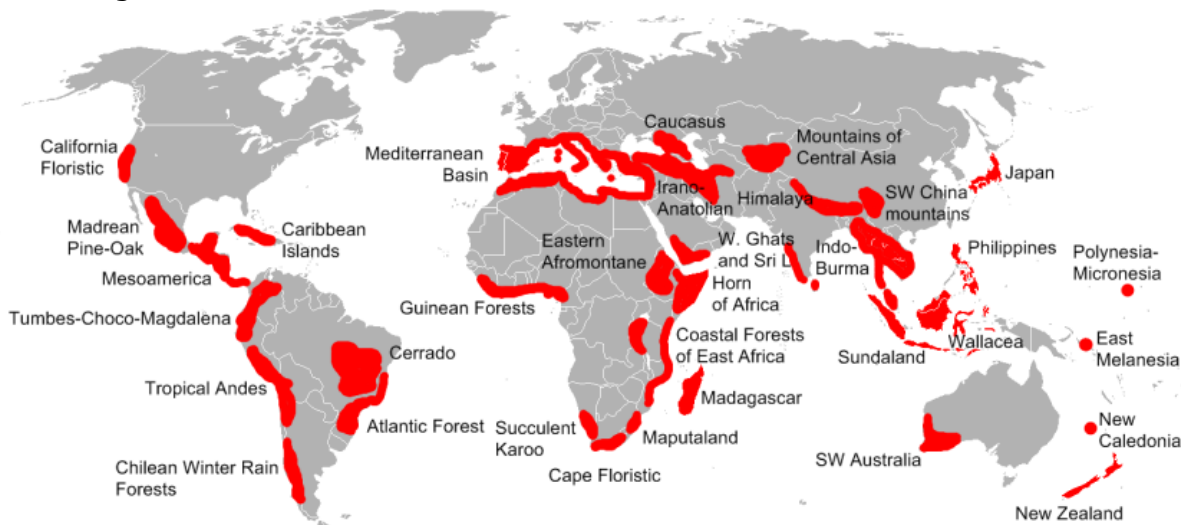 California
Floristic
Madrean
Pine-Oak
Mesoamerica
Caribbean
islands
Tumbes-Choco-Magdalena
Tropical Andes
Chilean Winter Rain
Forests
Cerrado
Atlantic Forest
Mediterranean
Basin
Caucasus
Irano-
Anatolian
Mountains of
Central Asia
Himalaya
SW China
mountains
Japan
Eastern
Afromontane
W. Ghats
and Sri L
Horn
of Africa
Indo-
Burma
Philippines
Polynesia-
Micronesia
Guinean Forests
Coastal Forests
of East Africa
Sundaland
Wallacea
East
Melanesia
Madagascar
Succulent
Karoo
Maputaland
Cape Floristic
SW Australia
New
Caledonia
New Zealand